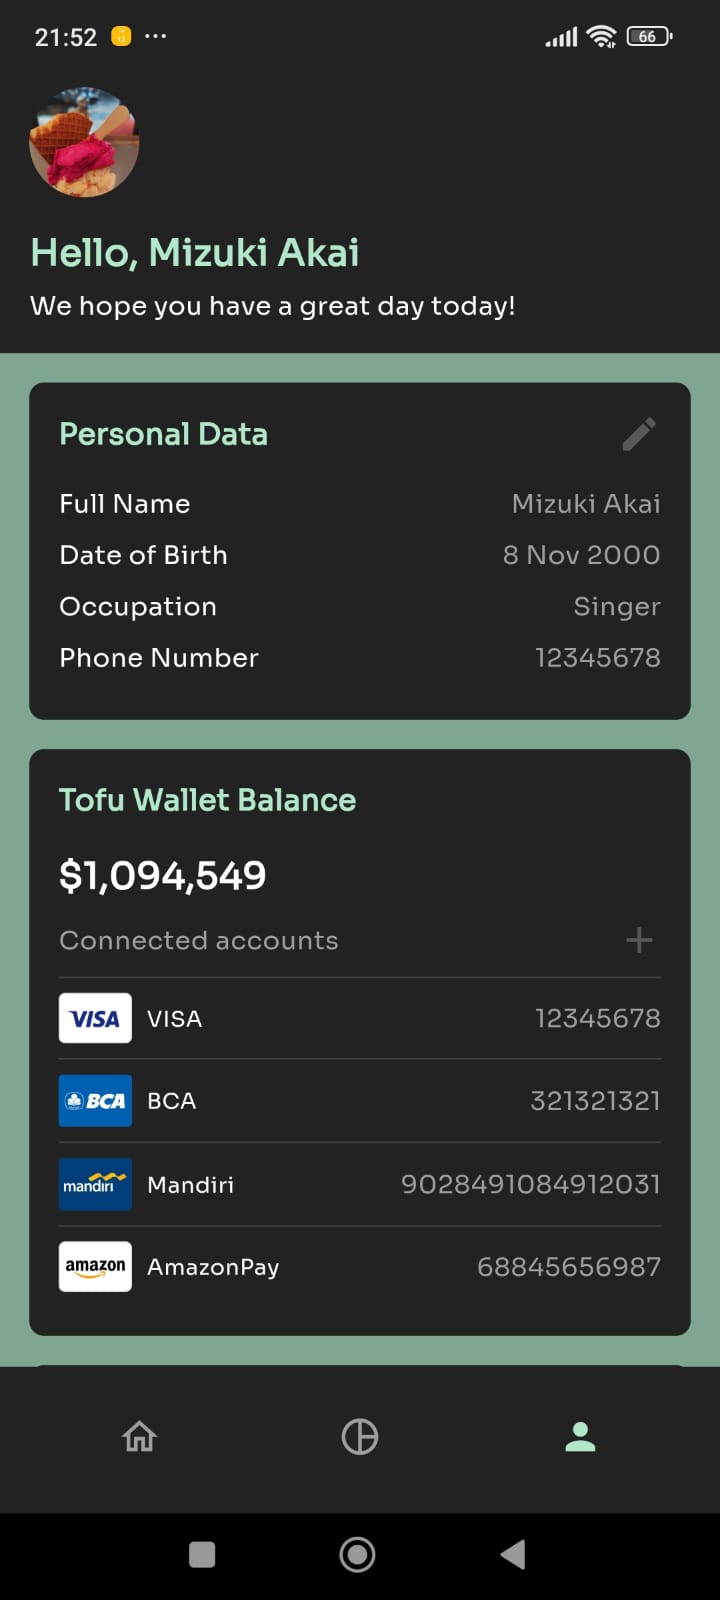 21:52 66
Hello, Mizuki Akai
We hope you have a great day today!
Personal Data
Full Name Mizuki Akai
Date of Birth 8 Nov 2000
Occupation Singer
Phone Number 12345678
Tofu Wallet Balance
$1,094,549
Connected accounts
VISA VISA 12345678
BCA BCA 321321321
mandiri Mandiri 9028491084912031
amazon AmazonPay 68845656987